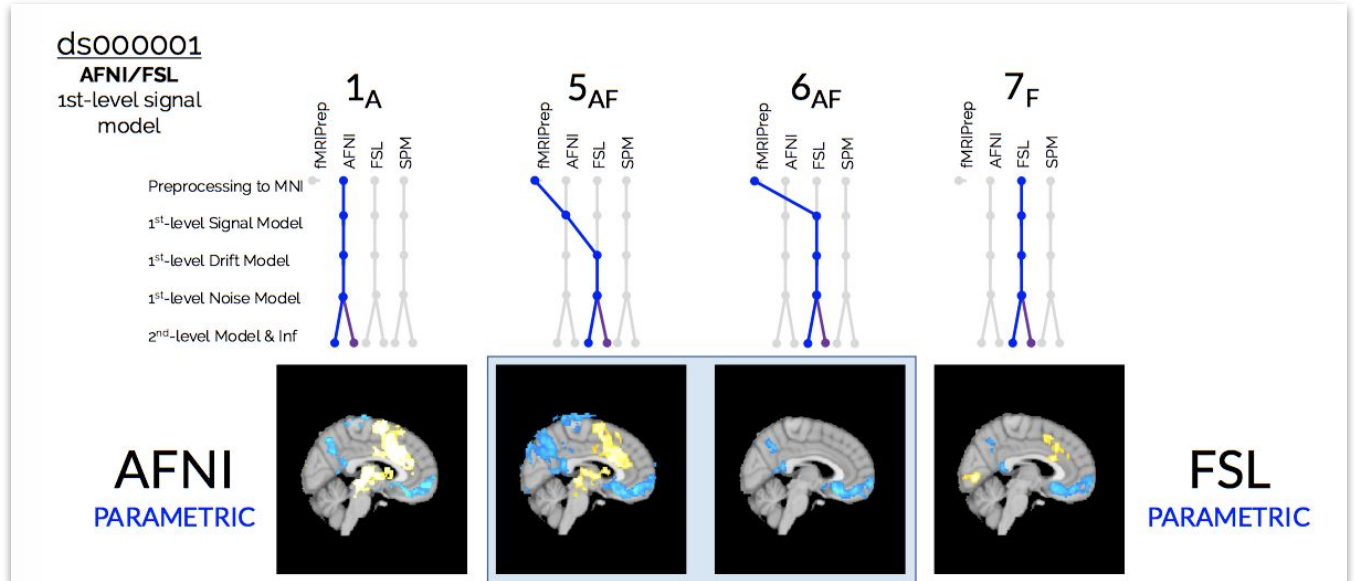 ds000001
AFNI/FSL
1st-level signal
model
1A
5AF
6AF
7F
fMRIPrep
AFNI
FSL
SPM
fMRIPrep
AFNI
FSL
SPM
fMRIPrep
AFNI
FSL
SPM
fMRIPrep
AFNI
FSL
SPM
Preprocessing to MNI
1st-level Signal Model
1st-level Drift Model
1st-level Noise Model
2nd-level Model & Inf
AFNI
PARAMETRIC
FSL
PARAMETRIC